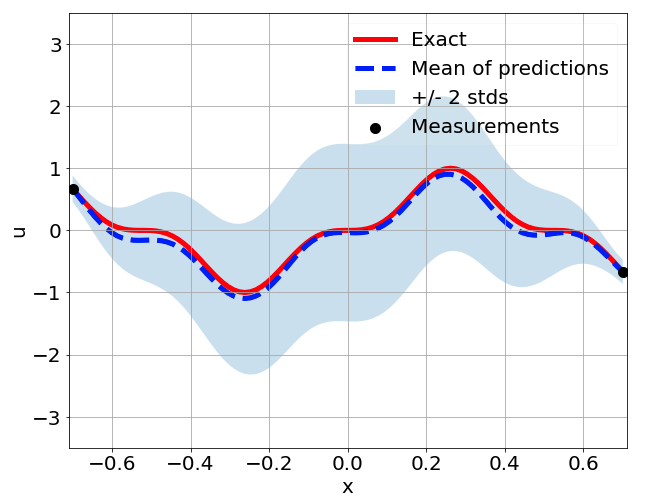 Exact
Mean of predictions
+/- 2 stds
Measurements
3
2
1
0
−1
−2
−3
u
−0.6 −0.4 −0.2 0.0 0.2 0.4 0.6
x